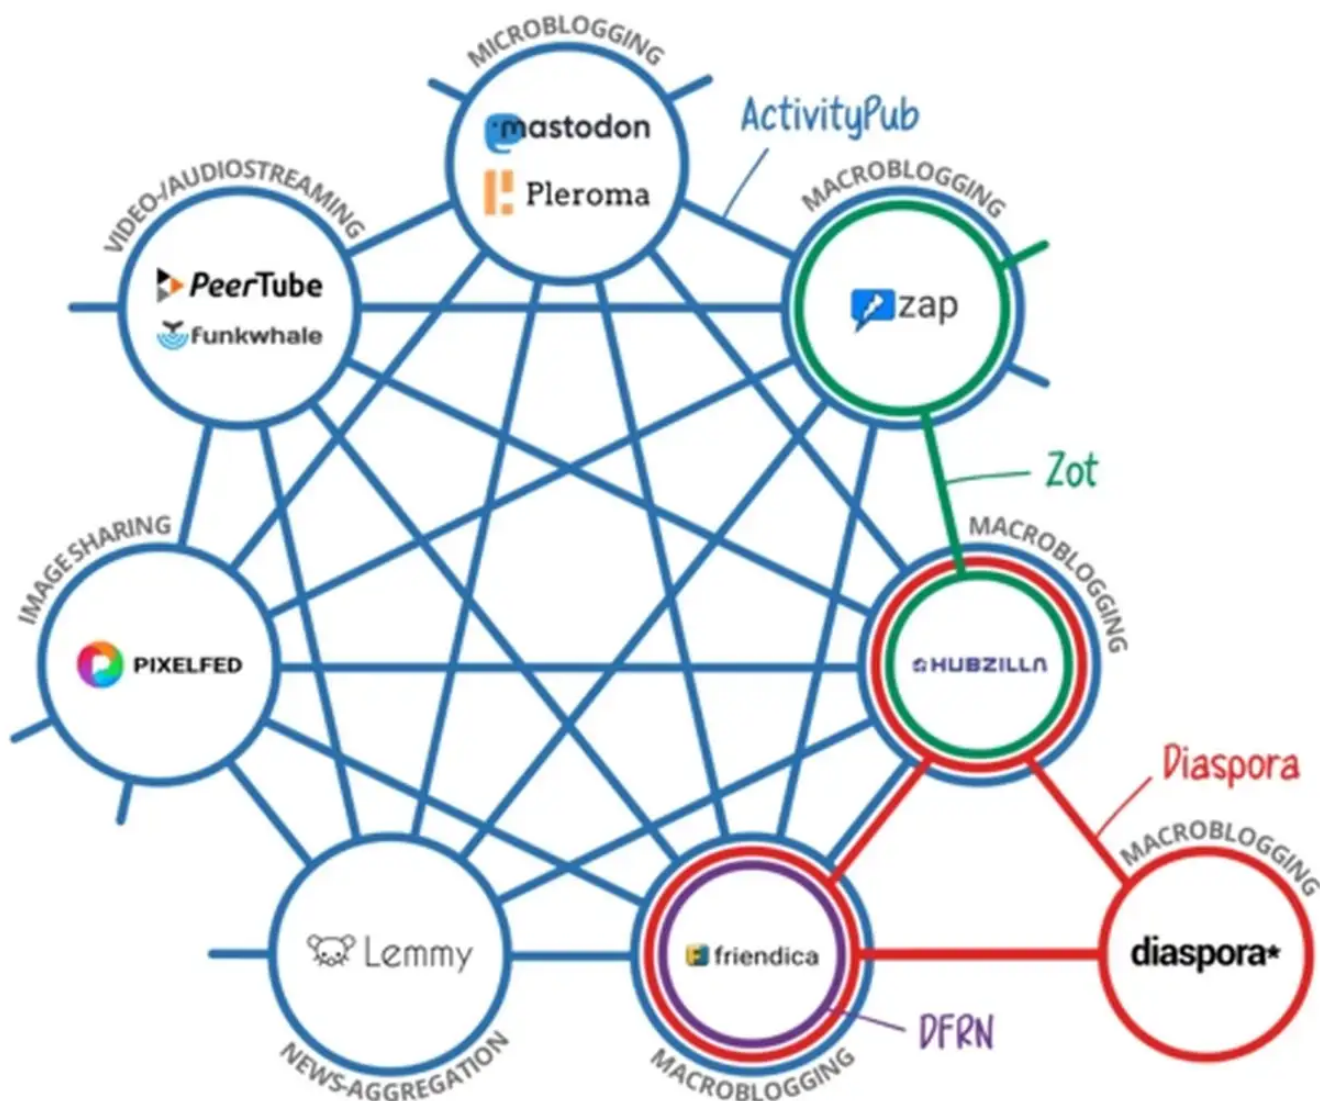 MICROBLOGGING
mastodon
Pleroma
ActivityPub
VIDEO-/AUDIOSTREAMING
PeerTube
funkwhale
MACROBLOGGING
zap
Zot
IMAGE SHARING
PIXELFED
MACROBLOGGING
HUBZILLA
Diaspora
MACROBLOGGING
diaspora*
Lemmy
NEWS-AGGREGATION
friendica
MACROBLOGGING
DFRN